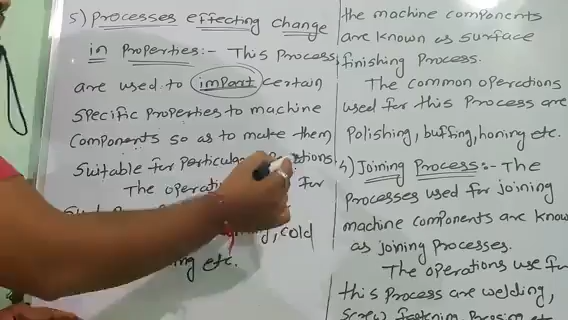 5) Processes effecting change
in Properties:- This Process
are used to impart certain
specific Properties to machine
Components so as to make them
suitable for Particular
The for
cold
etc.
the machine components
are known as surface
finishing Process.
The common operations
used for this Process are
Polishing, buffing, honing etc.
4) Joining Process:- The
Processes used for joining
machine components are know
as joining Processes.
The operations use
this Process are welding,